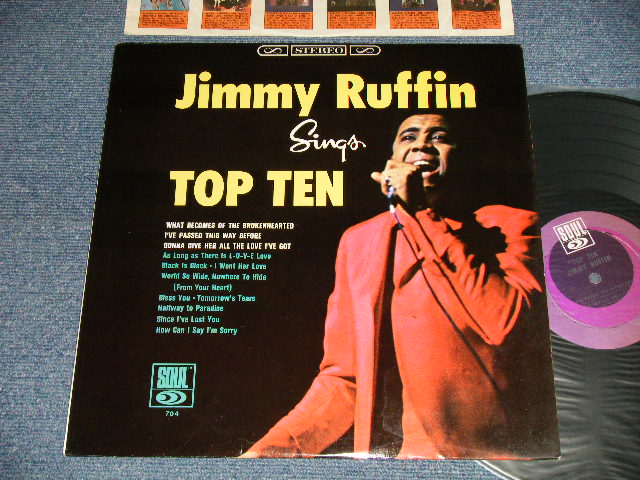 STEREO
Jimmy Ruffin
Sings
TOP TEN
WHAT BECOMES OF THE BROKENHEARTED
I'VE PASSED THIS WAY BEFORE
GONNA GIVE HER ALL THE LOVE I'VE GOT
As Long as There Is L-O-V-E Love
Black Is Black • I Want Her Love
World So Wide, Nowhere To Hide
(From Your Heart)
Bless You • Tomorrow's Tears
Halfway to Paradise
Since I've Lost You
How Can I Say I'm Sorry
SOUL
704
SOUL
TOP TEN
JIMMY RUFFIN